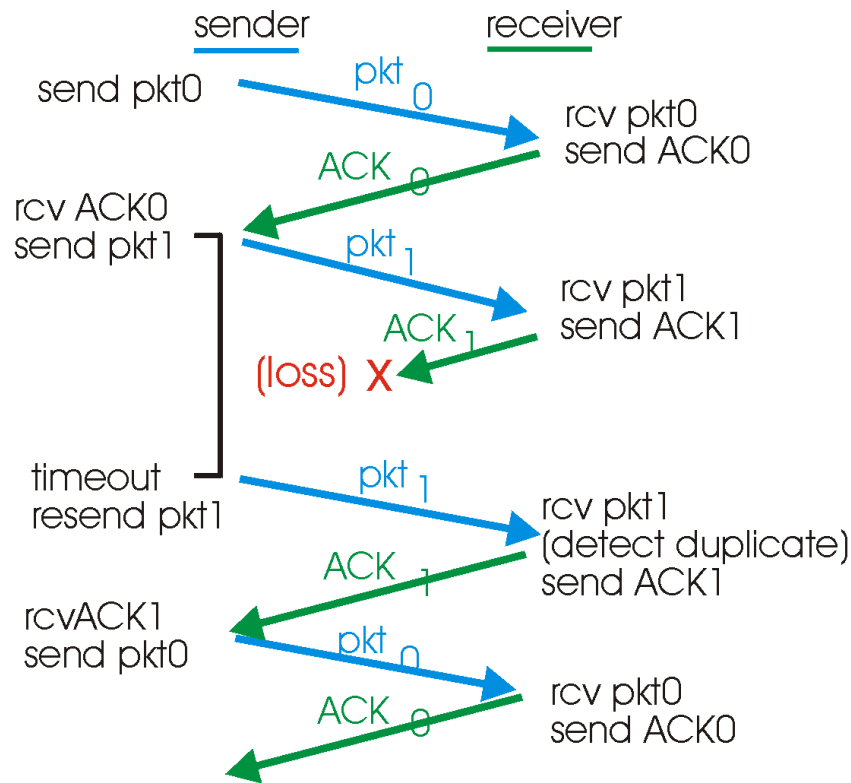 sender
receiver
send pkt0
pkt 0
rcv pkt0
send ACK0
ACK 0
rcv ACK0
send pkt1
pkt 1
rcv pkt1
send ACK1
ACK 1
(loss) X
timeout
resend pkt1
pkt 1
rcv pkt1
(detect duplicate)
send ACK1
ACK 1
rcvACK1
send pkt0
pkt 0
rcv pkt0
send ACK0
ACK 0